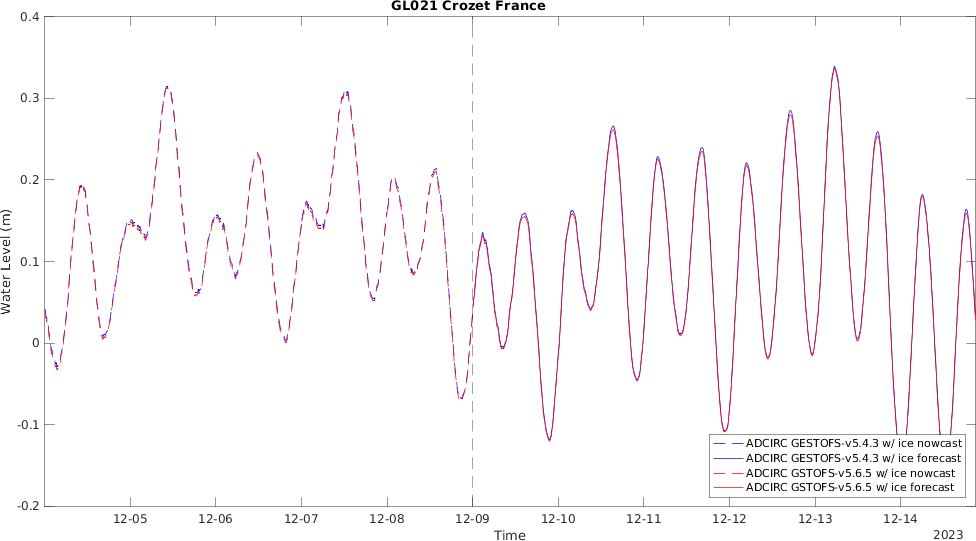 GL021 Crozet France
0.4
0.3
0.2
0.1
0
-0.1
-0.2
Water Level (m)
ADCIRC GESTOFS-v5.4.3 w/ ice nowcast
ADCIRC GESTOFS-v5.4.3 w/ ice forecast
ADCIRC GSTOFS-v5.6.5 w/ ice nowcast
ADCIRC GSTOFS-v5.6.5 w/ ice forecast
12-05 12-06 12-07 12-08 12-09 12-10 12-11 12-12 12-13 12-14
Time
2023